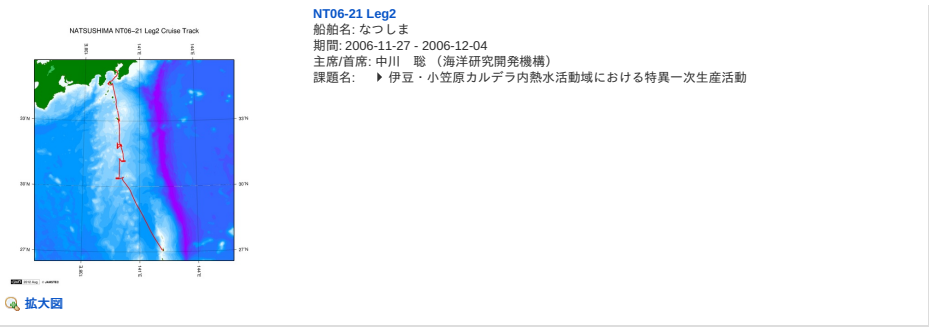 NT06-21 Leg2
船舶名: なつしま
期間: 2006-11-27 - 2006-12-04
主席/首席: 中川　聡 （海洋研究開発機構）
課題名: 伊豆・小笠原カルデラ内熱水活動域における特異一次生産活動
NATSUSHIMA NT06-21 Leg2 Cruise Track
141°E
144°E
33°N
33°N
30°N
30°N
27°N
27°N
141°E
144°E
拡大図